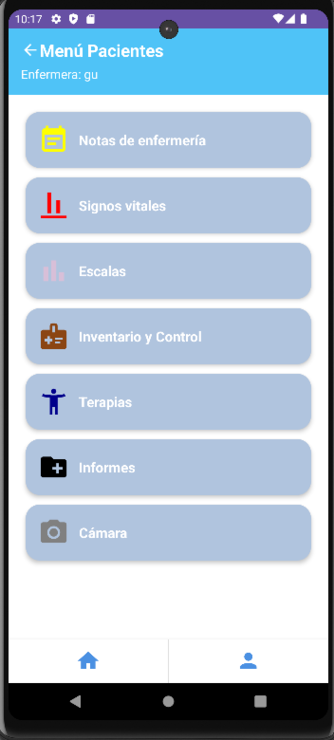 10:17
Menú Pacientes
Enfermera: gu
Notas de enfermería
Signos vitales
Escalas
Inventario y Control
Terapias
Informes
Cámara